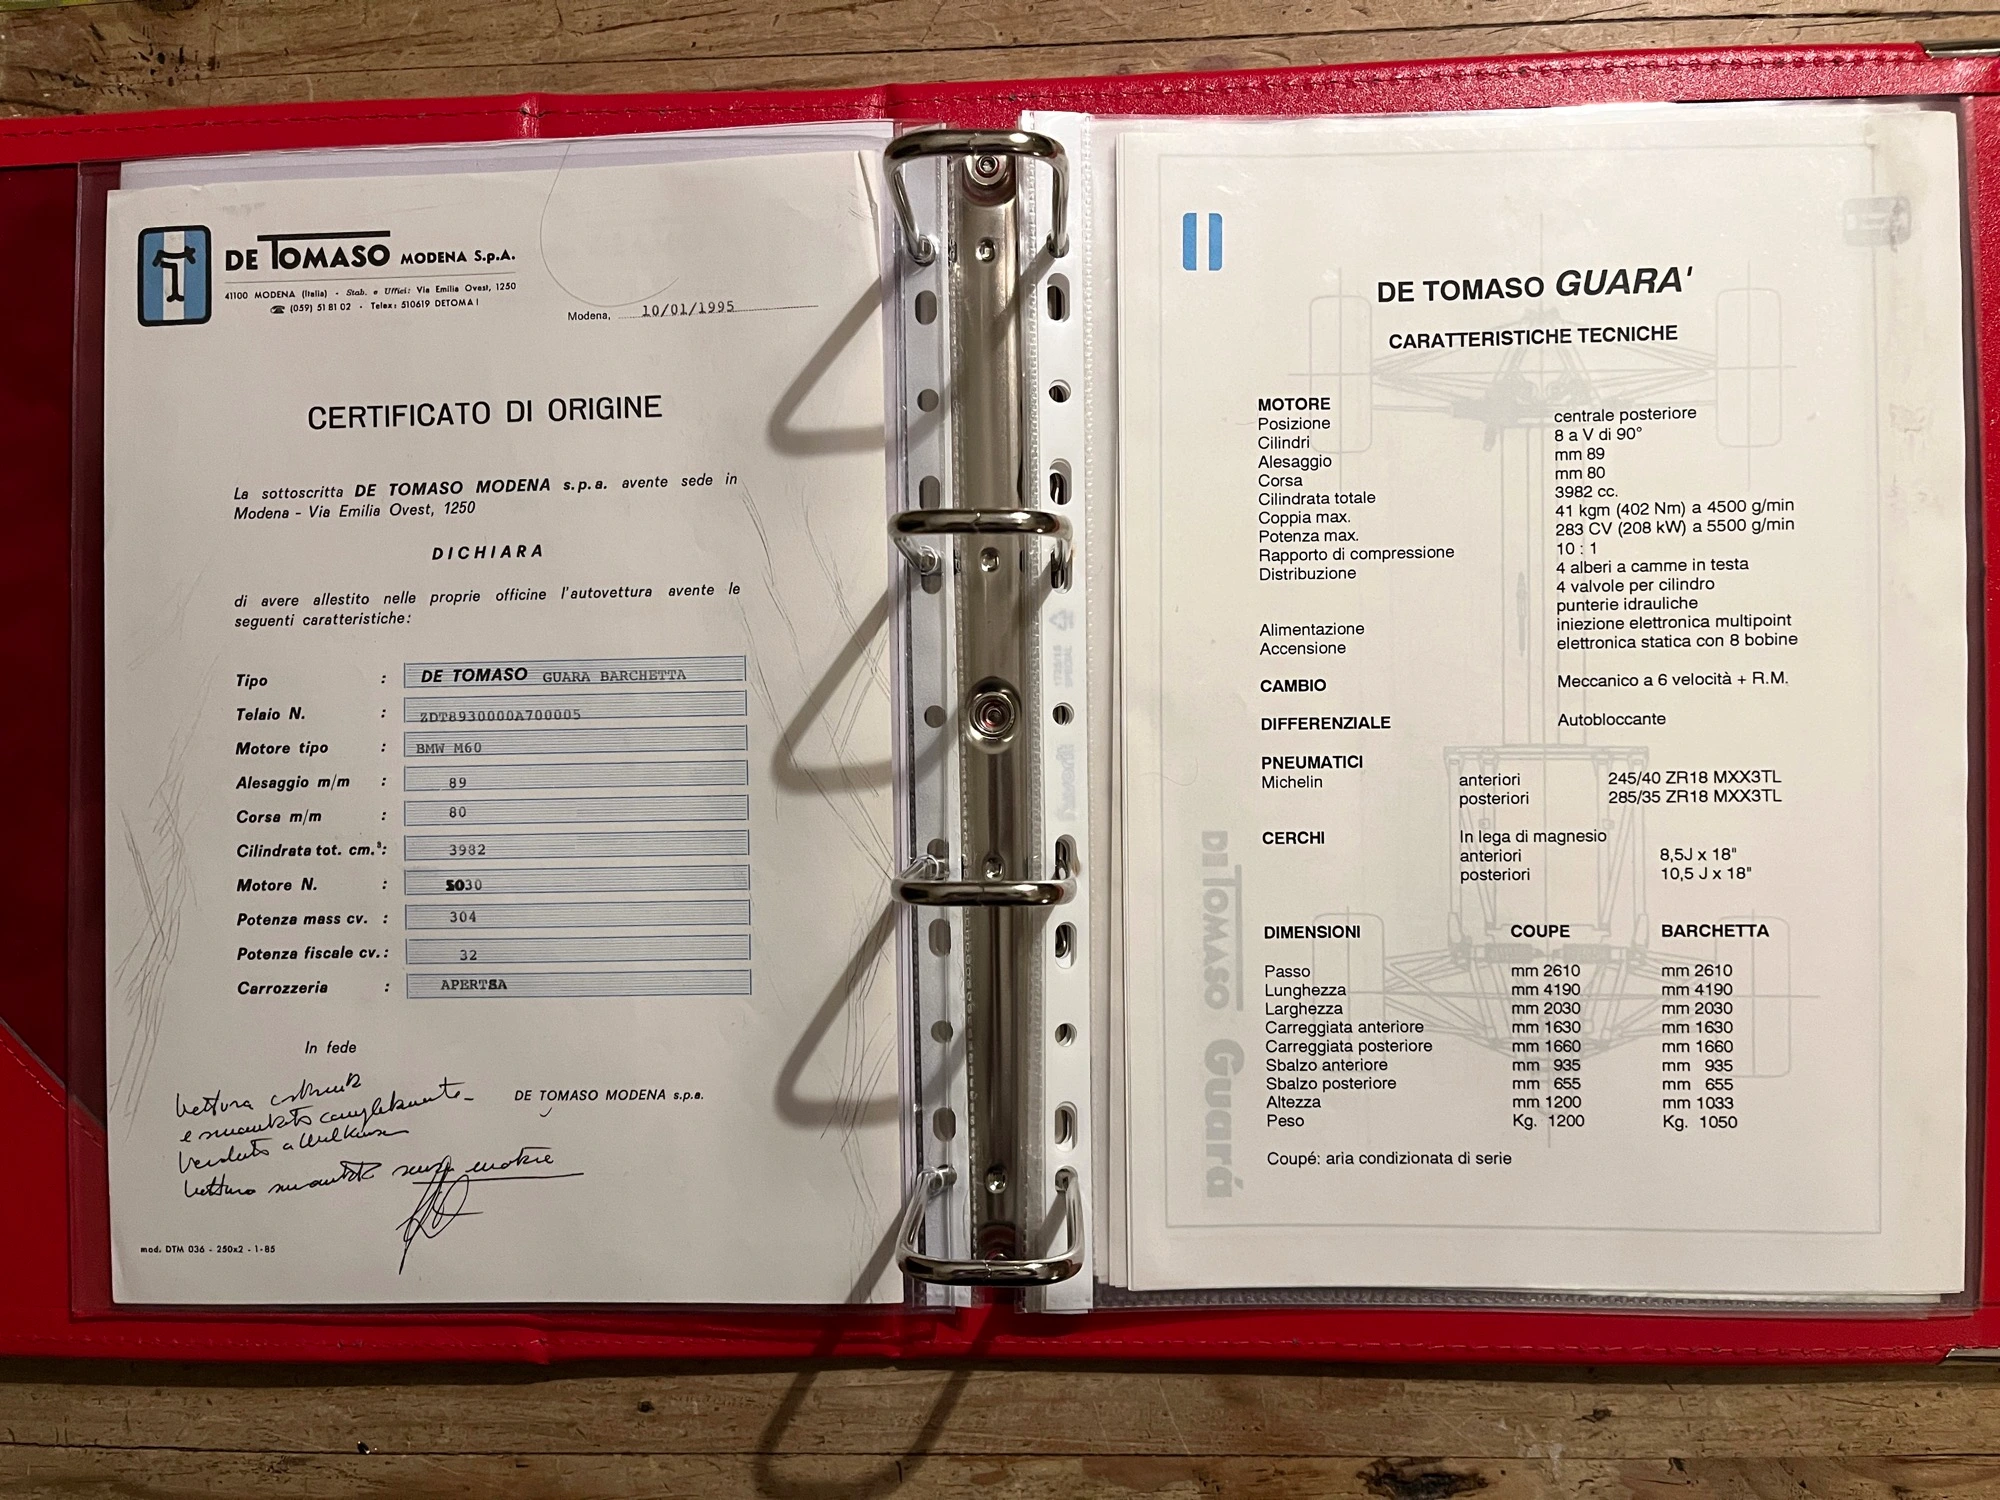 DE TOMASO MODENA S.p.A.
41100 MODENA (Italia) - Stab. e Uffici: Via Emilia Ovest, 1250
☎ (059) 51 81 02 - Telex: 510619 DETOMA I
Modena, 10/01/1995
CERTIFICATO DI ORIGINE
La sottoscritta DE TOMASO MODENA s.p.a. avente sede in
Modena - Via Emilia Ovest, 1250
DICHIARA
di avere allestito nelle proprie officine l'autovettura avente le
seguenti caratteristiche:
Tipo : DE TOMASO GUARA BARCHETTA
Telaio N. : ZDT8930000A700005
Motore tipo : BMW M60
Alesaggio m/m : 89
Corsa m/m : 80
Cilindrata tot. cm.³: 3982
Motore N. : 5030
Potenza mass cv. : 304
Potenza fiscale cv.: 32
Carrozzeria : APERTA
In fede
DE TOMASO MODENA s.p.a.
vettura
e smontata completamente
venduto a
vettura smontata senza motore
mod. DTM 036 - 250x2 - 1-85
DE TOMASO GUARA'
CARATTERISTICHE TECNICHE
MOTORE
Posizione centrale posteriore
Cilindri 8 a V di 90°
Alesaggio mm 89
Corsa mm 80
Cilindrata totale 3982 cc.
Coppia max. 41 kgm (402 Nm) a 4500 g/min
Potenza max. 283 CV (208 kW) a 5500 g/min
Rapporto di compressione 10 : 1
Distribuzione 4 alberi a camme in testa
4 valvole per cilindro
punterie idrauliche
Alimentazione iniezione elettronica multipoint
Accensione elettronica statica con 8 bobine
CAMBIO Meccanico a 6 velocità + R.M.
DIFFERENZIALE Autobloccante
PNEUMATICI
Michelin anteriori 245/40 ZR18 MXX3TL
posteriori 285/35 ZR18 MXX3TL
CERCHI In lega di magnesio
anteriori 8,5J x 18"
posteriori 10,5 J x 18"
DIMENSIONI COUPE BARCHETTA
Passo mm 2610 mm 2610
Lunghezza mm 4190 mm 4190
Larghezza mm 2030 mm 2030
Carreggiata anteriore mm 1630 mm 1630
Carreggiata posteriore mm 1660 mm 1660
Sbalzo anteriore mm 935 mm 935
Sbalzo posteriore mm 655 mm 655
Altezza mm 1200 mm 1033
Peso Kg. 1200 Kg. 1050
Coupé: aria condizionata di serie
DE TOMASO Guará